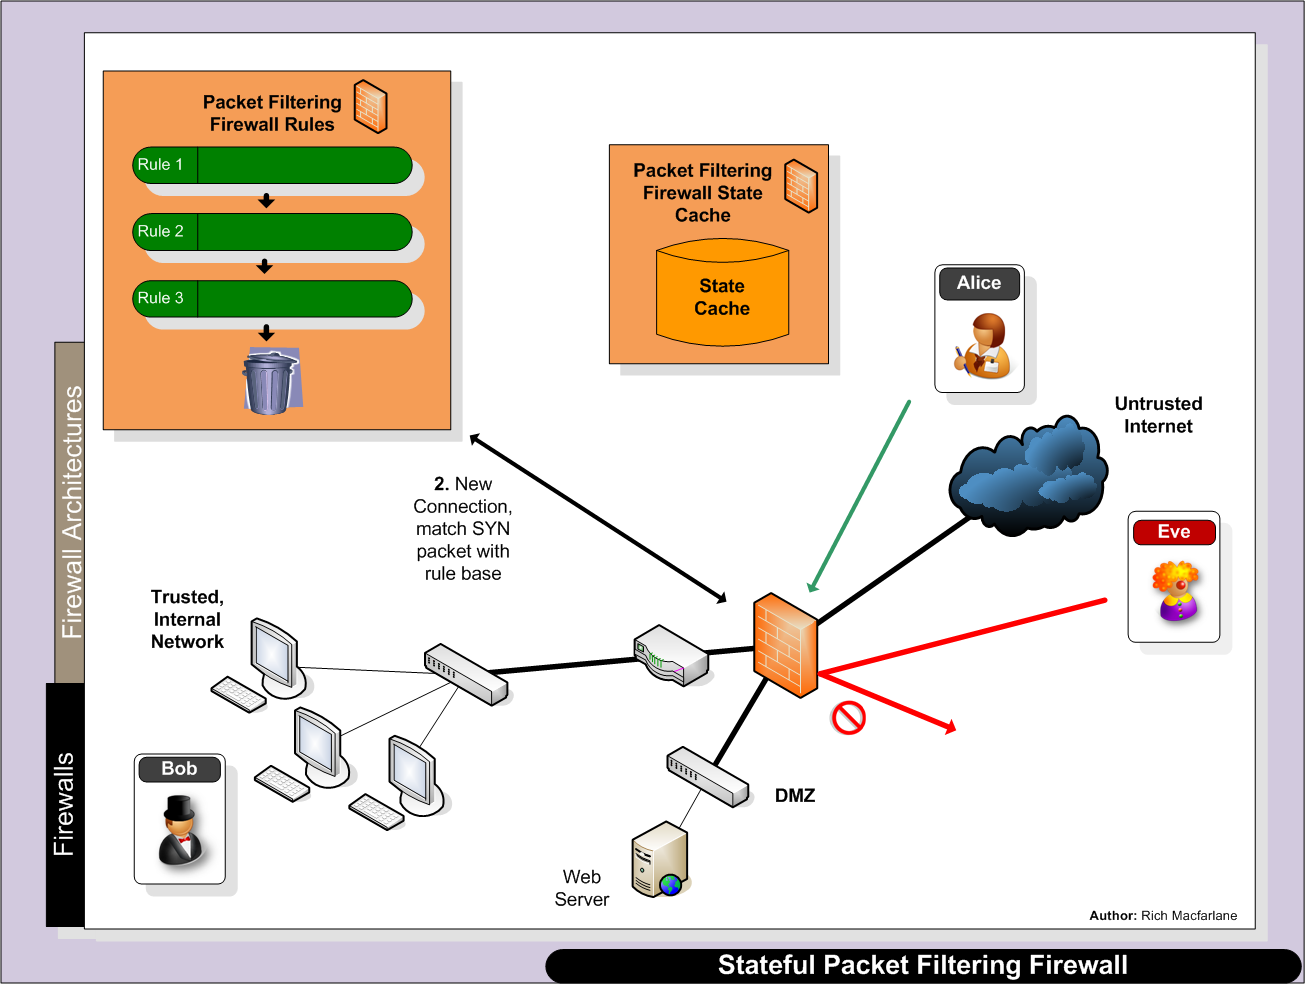 Packet Filtering
Firewall Rules
Rule 1
Rule 2
Rule 3
Packet Filtering
Firewall State
Cache
State
Cache
Alice
Untrusted
Internet
Eve
2. New
Connection,
match SYN
packet with
rule base
Trusted,
Internal
Network
Bob
DMZ
Web
Server
Firewall Architectures
Firewalls
Author: Rich Macfarlane
Stateful Packet Filtering Firewall